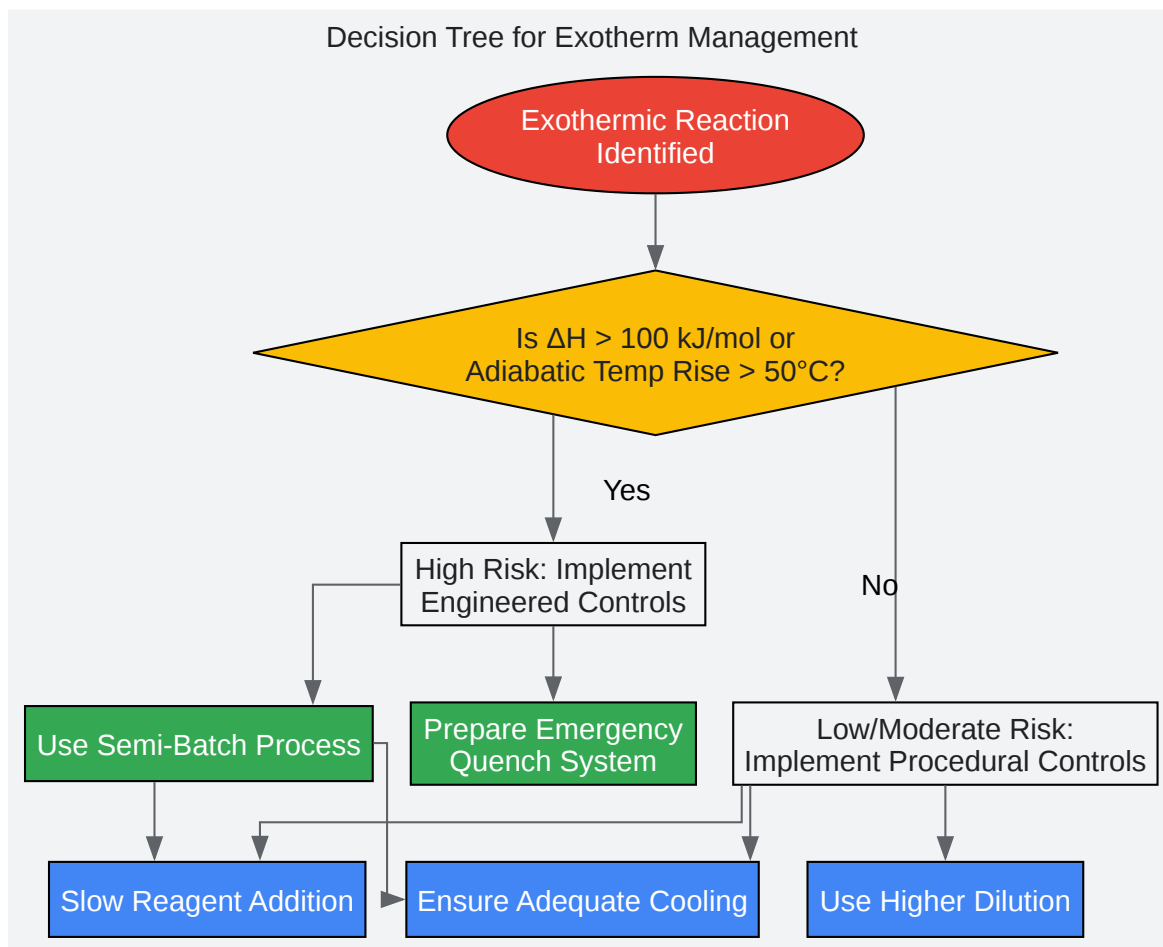 Decision Tree for Exotherm Management
Exothermic Reaction
Identified
Is ΔH > 100 kJ/mol or
Adiabatic Temp Rise > 50°C?
Yes
High Risk: Implement
Engineered Controls
No
Use Semi-Batch Process
Prepare Emergency
Quench System
Low/Moderate Risk:
Implement Procedural Controls
Slow Reagent Addition
Ensure Adequate Cooling
Use Higher Dilution